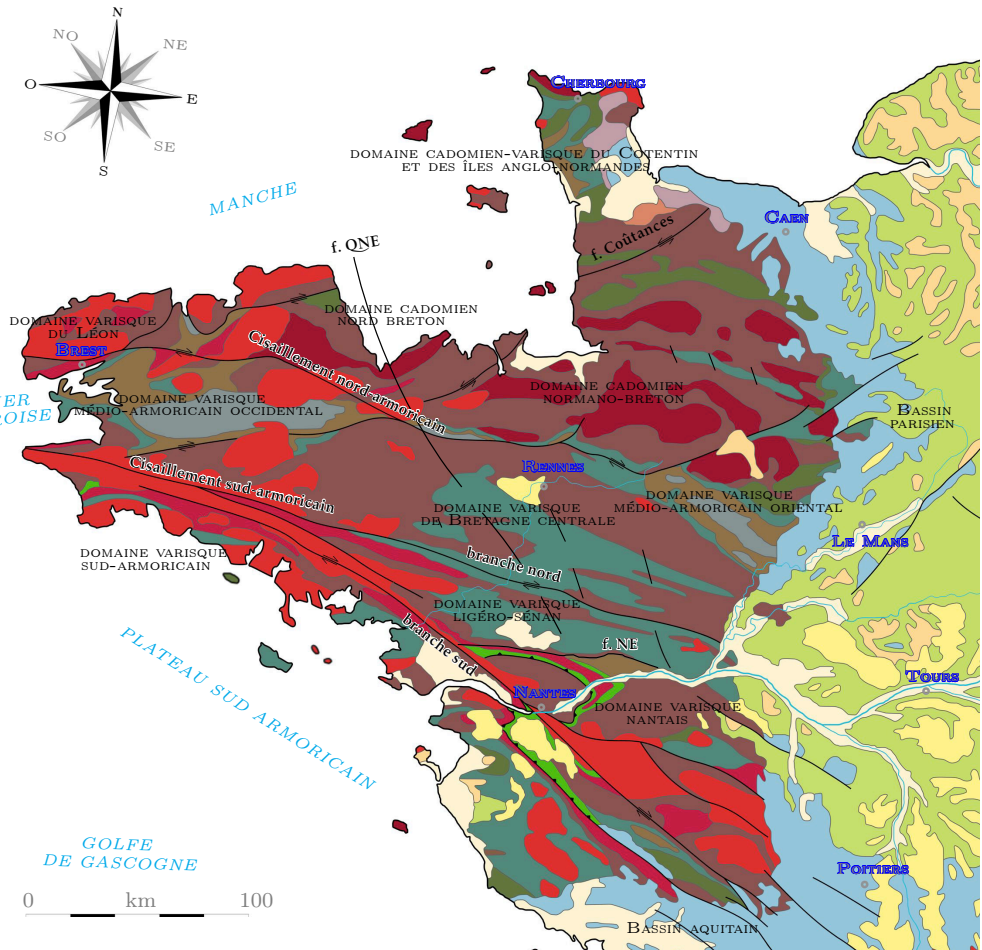 N
NO
NE
O
E
SO
SE
S
Cherbourg
DOMAINE CADOMIEN-VARISQUE DU COTENTIN
ET DES ÎLES ANGLO-NORMANDES
MANCHE
Caen
f. Coûtances
f. QNE
DOMAINE CADOMIEN
NORD BRETON
DOMAINE VARISQUE
DU LÉON
Brest
Cisaillement nord-armoricain
DOMAINE CADOMIEN
NORMANO-BRETON
DOMAINE VARISQUE
MÉDIO-ARMORICAIN OCCIDENTAL
IER
OISE
BASSIN
PARISIEN
Cisaillement sud-armoricain
Rennes
DOMAINE VARISQUE
MÉDIO-ARMORICAIN ORIENTAL
DOMAINE VARISQUE
DE BRETAGNE CENTRALE
Le Mans
DOMAINE VARISQUE
SUD-ARMORICAIN
branche nord
DOMAINE VARISQUE
LIGÉRO-SÉNAN
branche sud
f. NE
PLATEAU SUD ARMORICAIN
Tours
Nantes
DOMAINE VARISQUE
NANTAIS
GOLFE
DE GASCOGNE
Poitiers
0 km 100
BASSIN AQUITAIN